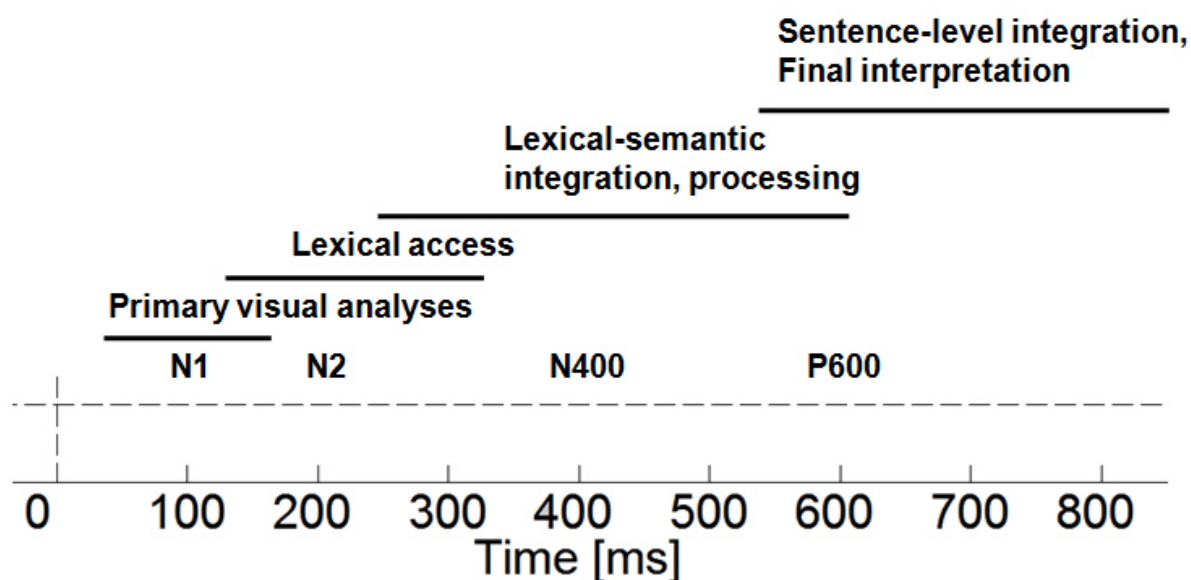 Sentence-level integration,
Final interpretation
Lexical-semantic
integration, processing
Lexical access
Primary visual analyses
N1 N2 N400 P600
0 100 200 300 400 500 600 700 800
Time [ms]